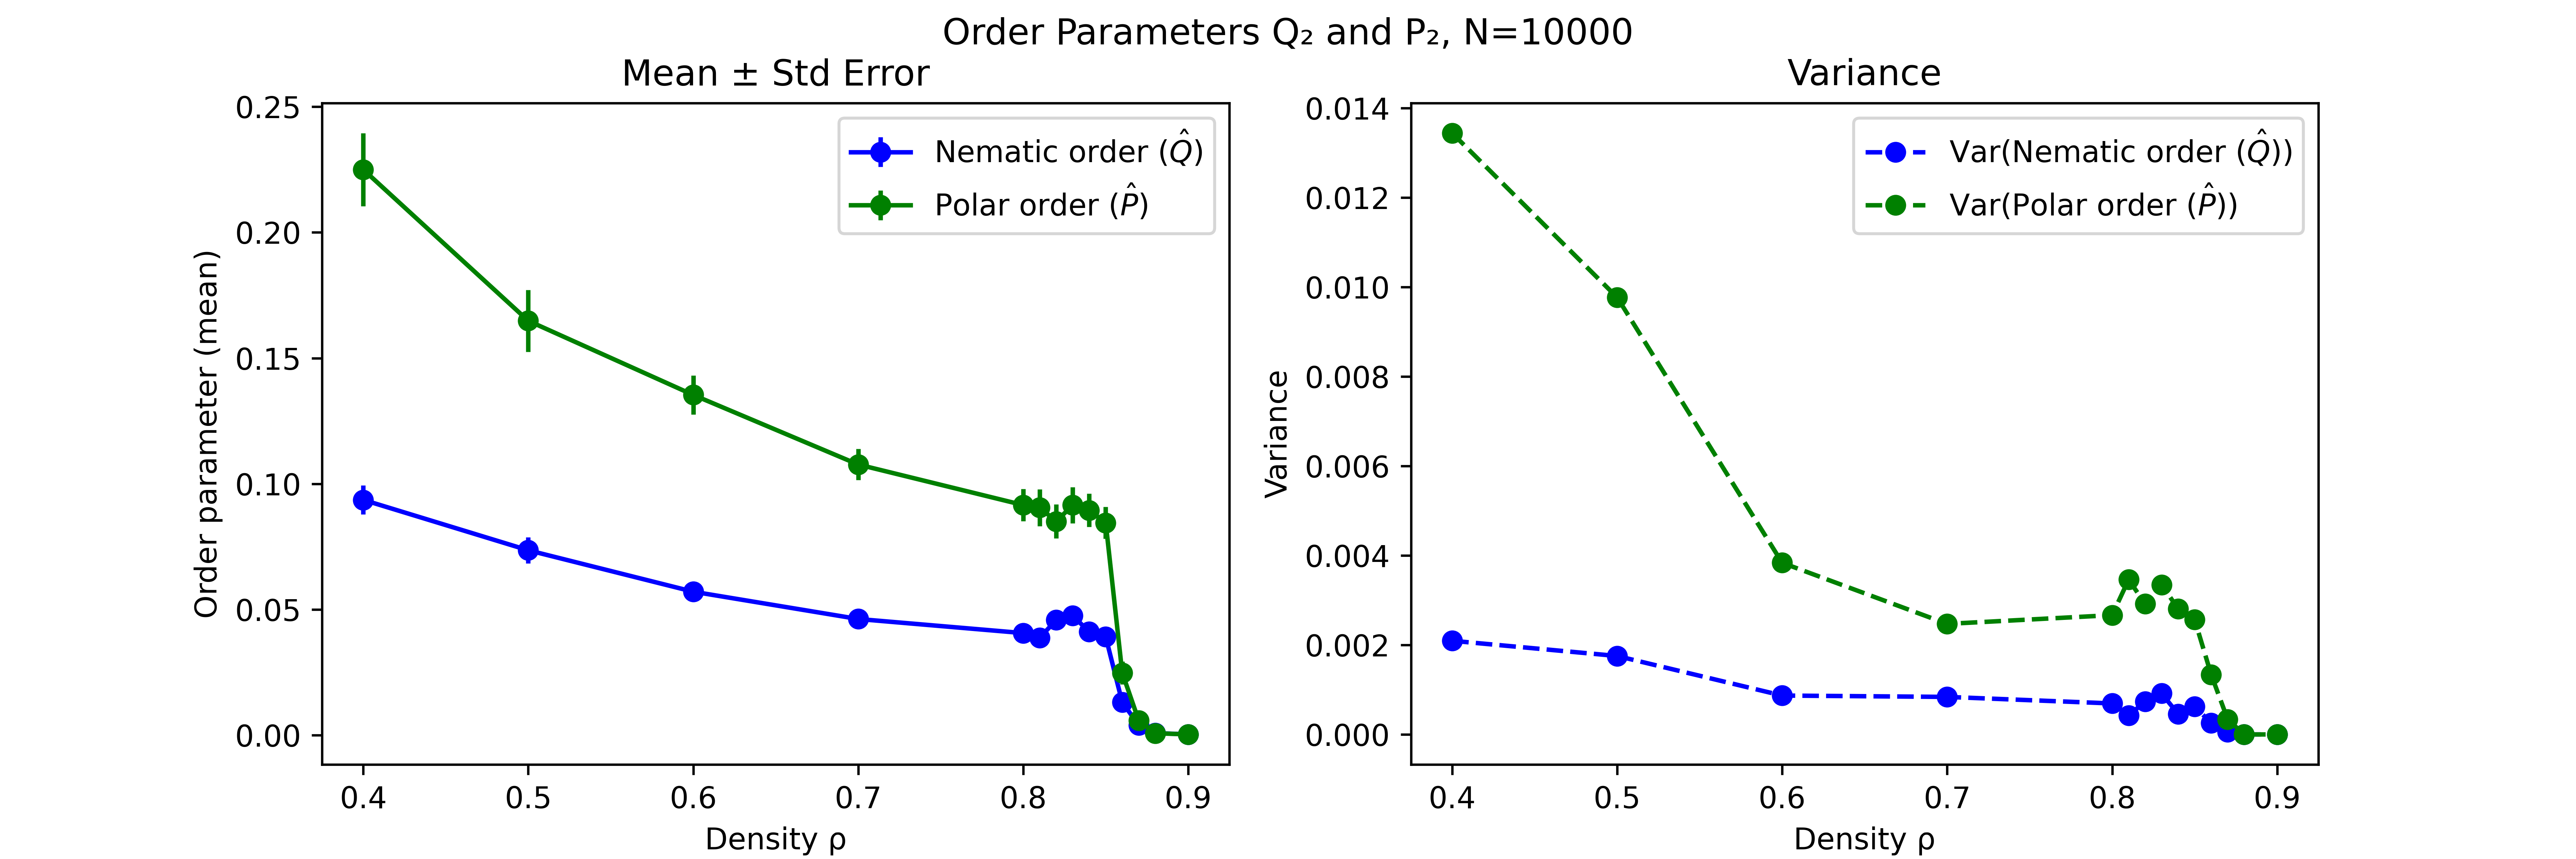 Order Parameters Q₂ and P₂, N=10000
Mean ± Std Error
Order parameter (mean)
0.25
0.20
0.15
0.10
0.05
0.00
0.4 0.5 0.6 0.7 0.8 0.9
Density ρ
Nematic order (Q̂)
Polar order (P̂)
Variance
Variance
0.014
0.012
0.010
0.008
0.006
0.004
0.002
0.000
0.4 0.5 0.6 0.7 0.8 0.9
Density ρ
Var(Nematic order (Q̂))
Var(Polar order (P̂))